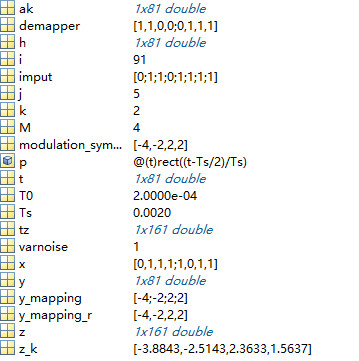 ak 1x81 double
demapper [1,1,0,0;0,1,1,1]
h 1x81 double
i 91
imput [0;1;1;0;1;1;1;1]
j 5
k 2
M 4
modulation_sym... [-4,-2,2,2]
p @(t)rect((t-Ts/2)/Ts)
t 1x81 double
T0 2.0000e-04
Ts 0.0020
tz 1x161 double
varnoise 1
x [0,1,1,1;1,0,1,1]
y 1x81 double
y_mapping [-4;-2;2;2]
y_mapping_r [-4,-2,2,2]
z 1x161 double
z_k [-3.8843,-2.5143,2.3633,1.5637]